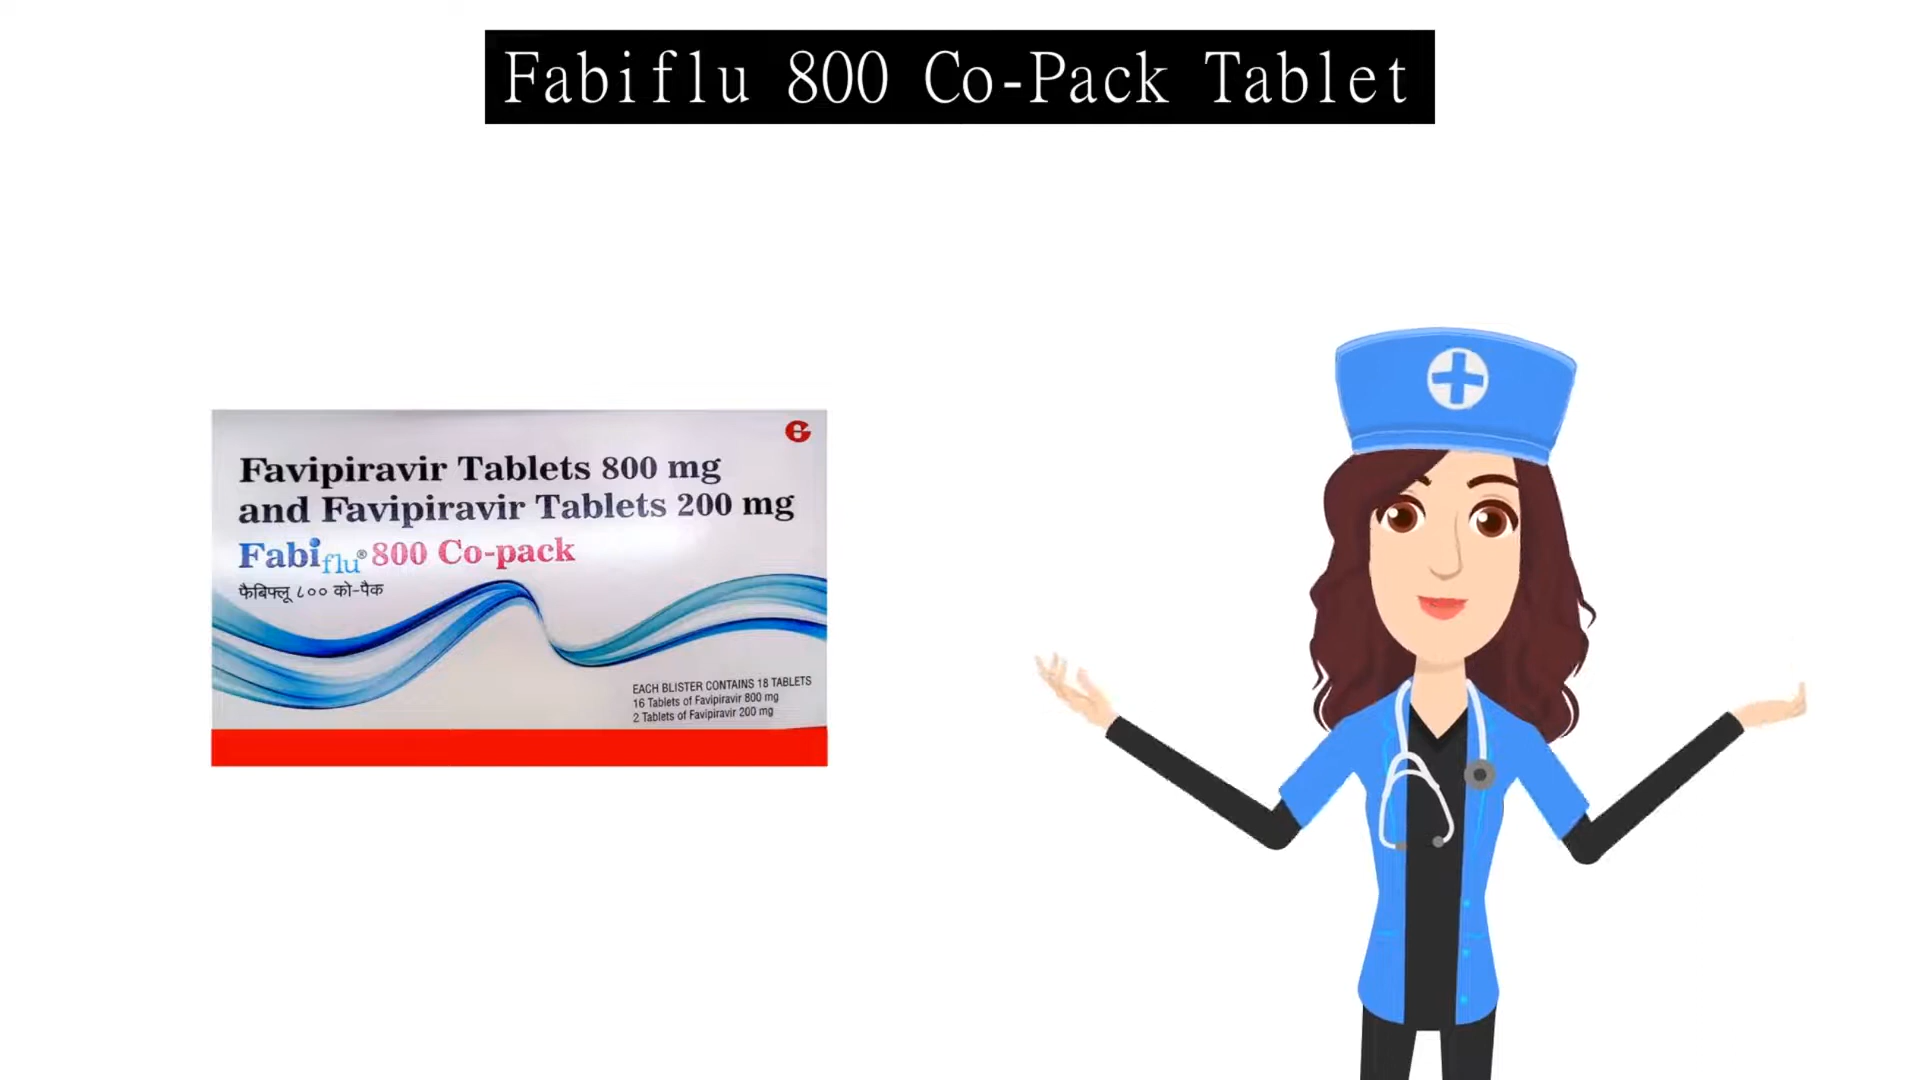 Fabiflu 800 Co-Pack Tablet
Favipiravir Tablets 800 mg
and Favipiravir Tablets 200 mg
Fabiflu® 800 Co-pack
फैबिफ्लू ८०० को-पैक
EACH BLISTER CONTAINS 18 TABLETS
16 Tablets of Favipiravir 800 mg
2 Tablets of Favipiravir 200 mg